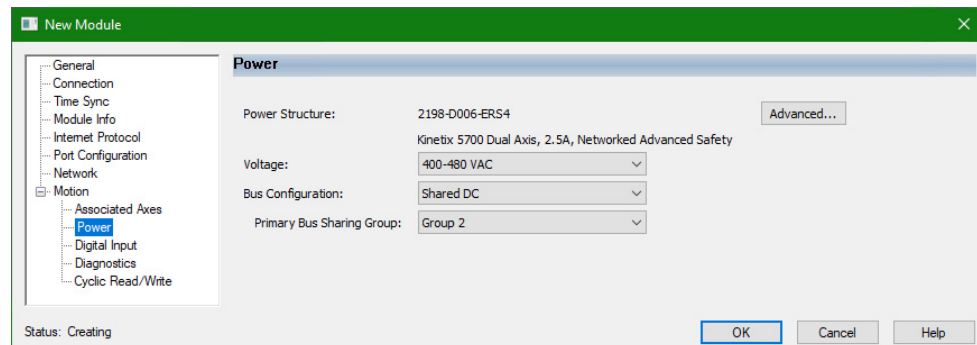 New Module
General
Connection
Time Sync
Module Info
Internet Protocol
Port Configuration
Network
Motion
Associated Axes
Power
Digital Input
Diagnostics
Cyclic Read/Write
Power
Power Structure: 2198-D006-ERS4 Advanced...
Kinetix 5700 Dual Axis, 2.5A, Networked Advanced Safety
Voltage: 400-480 VAC
Bus Configuration: Shared DC
Primary Bus Sharing Group: Group 2
Status: Creating OK Cancel Help